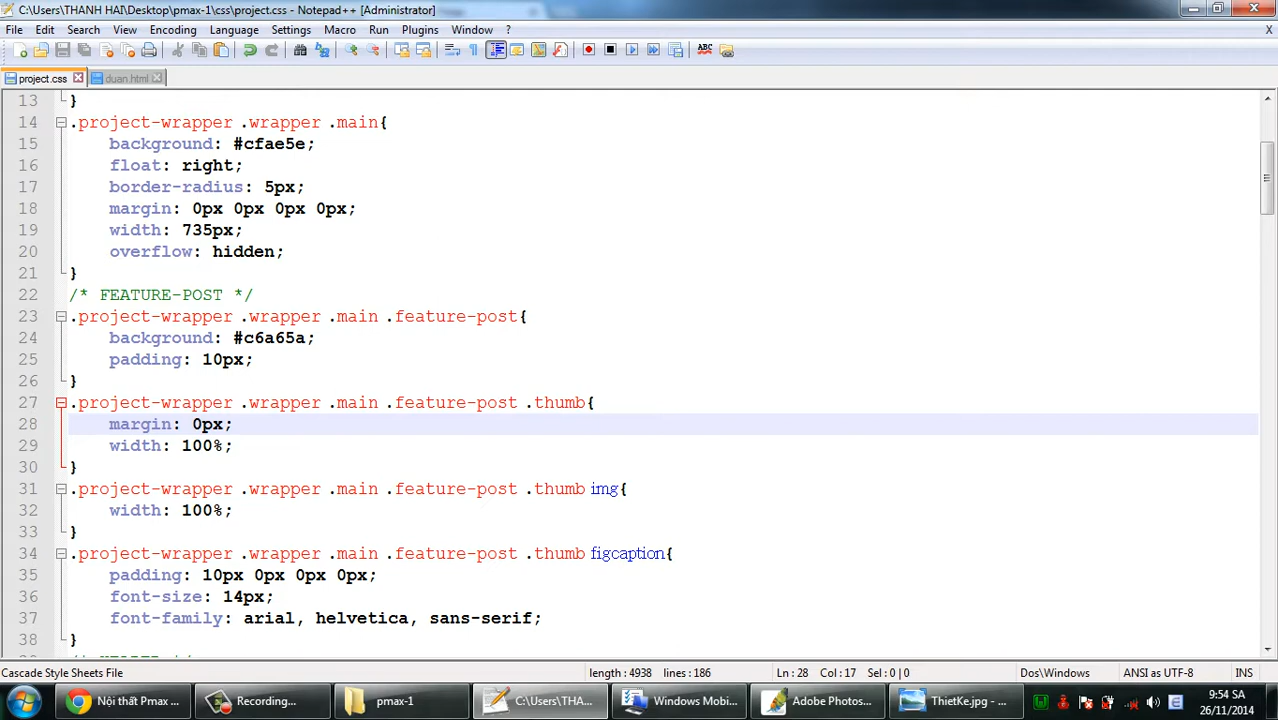 C:\Users\THANH HAI\Desktop\pmax-1\css\project.css - Notepad++ [Administrator]
File Edit Search View Encoding Language Settings Macro Run Plugins Window ? X
project.css duan.html
13 }
14 .project-wrapper .wrapper .main{
15 background: #cfae5e;
16 float: right;
17 border-radius: 5px;
18 margin: 0px 0px 0px 0px;
19 width: 735px;
20 overflow: hidden;
21 }
22 /* FEATURE-POST */
23 .project-wrapper .wrapper .main .feature-post{
24 background: #c6a65a;
25 padding: 10px;
26 }
27 .project-wrapper .wrapper .main .feature-post .thumb{
28 margin: 0px;
29 width: 100%;
30 }
31 .project-wrapper .wrapper .main .feature-post .thumb img{
32 width: 100%;
33 }
34 .project-wrapper .wrapper .main .feature-post .thumb figcaption{
35 padding: 10px 0px 0px 0px;
36 font-size: 14px;
37 font-family: arial, helvetica, sans-serif;
38 }
Cascade Style Sheets File length : 4938 lines : 186 Ln : 28 Col : 17 Sel : 0 | 0 Dos\Windows ANSI as UTF-8 INS
Nội thất Pmax ... Recording... pmax-1 C:\Users\THA... Windows Mobi... Adobe Photos... ThietKe.jpg - ... 9:54 SA
26/11/2014